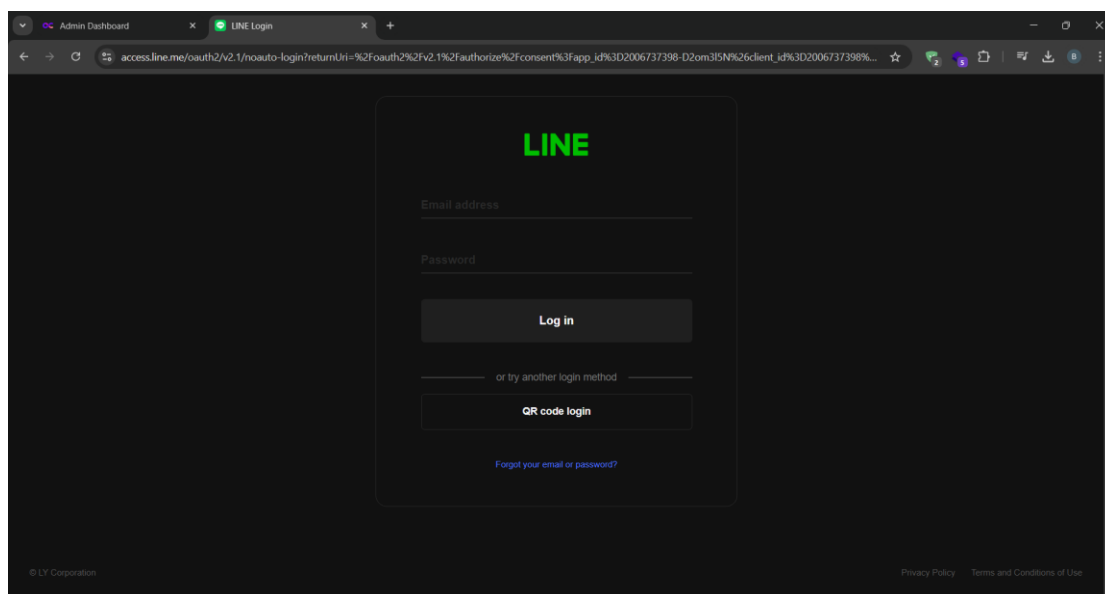 Admin Dashboard
LINE Login
access.line.me/oauth2/v2.1/noauto-login?returnUri=%2Foauth2%2Fv2.1%2Fauthorize%2Fconsent%3Fapp_id%3D2006737398-D2om3l5N%26client_id%3D2006737398%...
2
5
B
LINE
Email address
Password
Log in
or try another login method
QR code login
Forgot your email or password?
© LY Corporation
Privacy Policy Terms and Conditions of Use